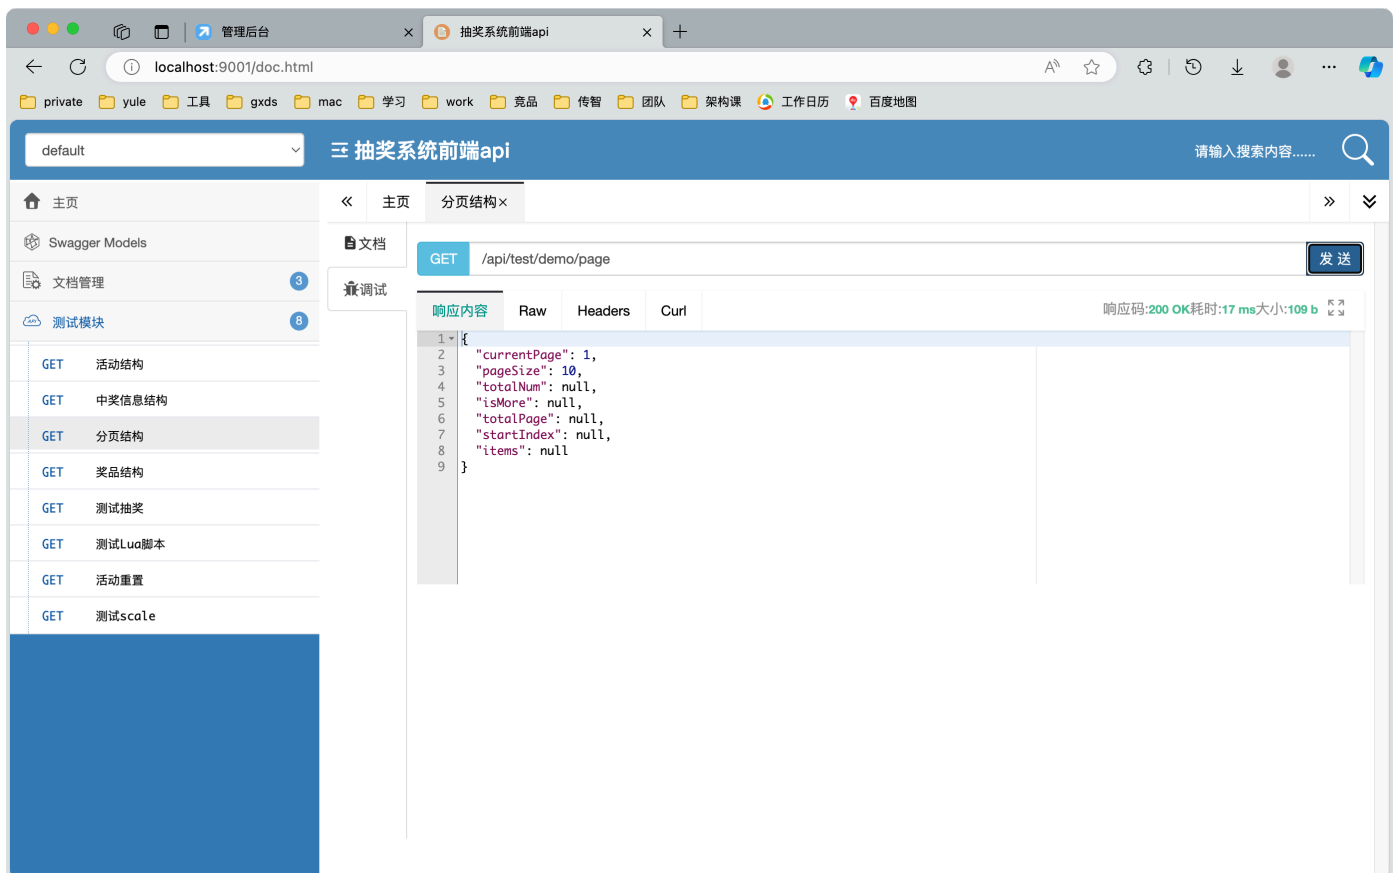 管理后台
抽奖系统前端api
localhost:9001/doc.html
private yule 工具 gxds mac 学习 work 竞品 传智 团队 架构课 工作日历 百度地图
default
抽奖系统前端api
请输入搜索内容......
主页
Swagger Models
文档管理 3
测试模块 8
GET 活动结构
GET 中奖信息结构
GET 分页结构
GET 奖品结构
GET 测试抽奖
GET 测试Lua脚本
GET 活动重置
GET 测试scale
主页 分页结构×
文档
调试
GET /api/test/demo/page 发 送
响应内容 Raw Headers Curl
响应码:200 OK耗时:17 ms大小:109 b
1 {
2 "currentPage": 1,
3 "pageSize": 10,
4 "totalNum": null,
5 "isMore": null,
6 "totalPage": null,
7 "startIndex": null,
8 "items": null
9 }